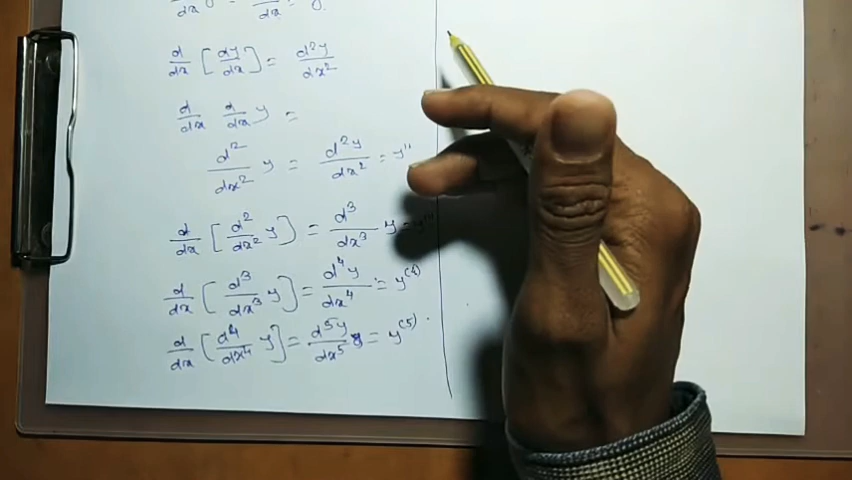 d/dx [dy/dx] = d²y/dx²
d/dx d/dx y =
d²/dx² y = d²y/dx² = y''
d/dx [d²/dx² y] = d³/dx³ y = y'''
d/dx [d³/dx³ y] = d⁴y/dx⁴ = y⁽⁴⁾
d/dx [d⁴/dx⁴ y] = d⁵y/dx⁵ = y⁽⁵⁾